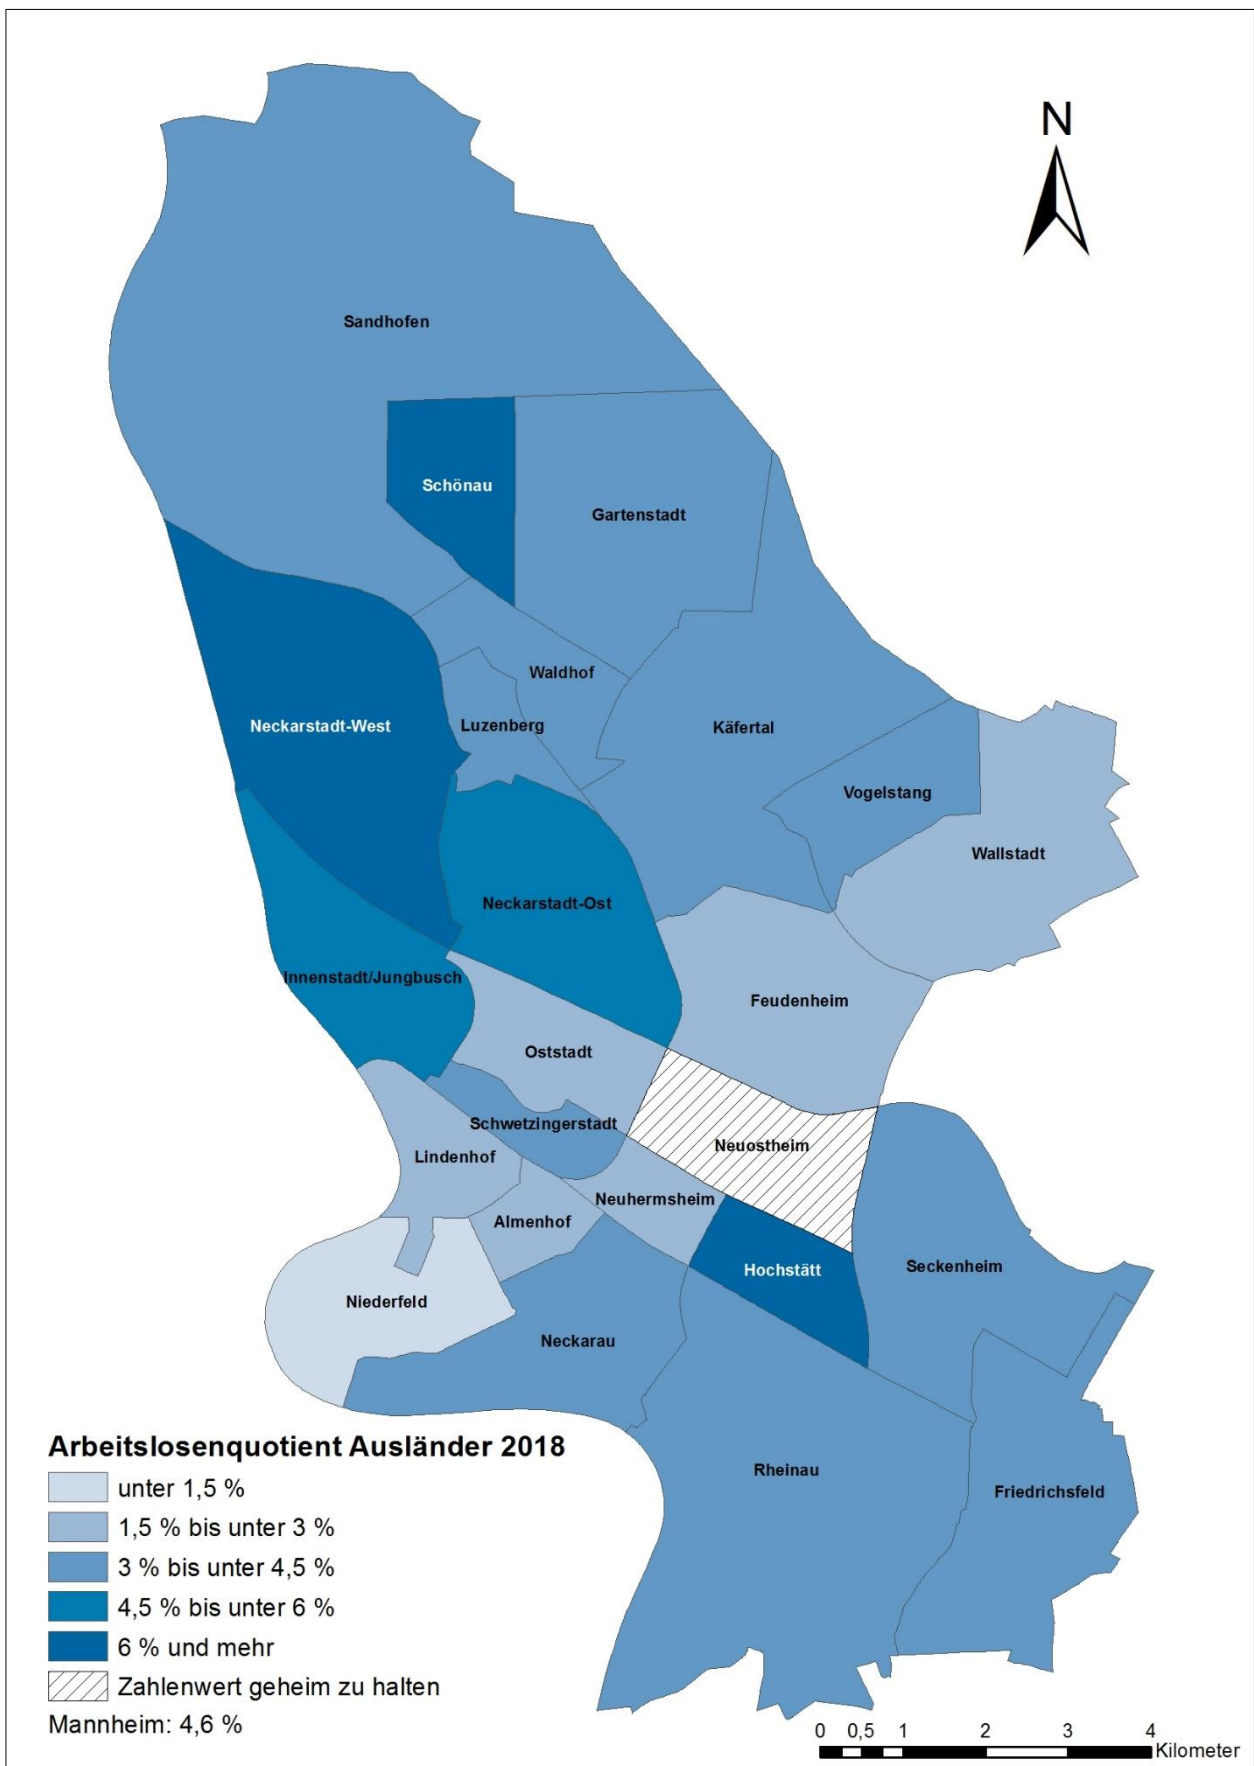 N
Sandhofen
Schönau
Gartenstadt
Waldhof
Luzenberg
Neckarstadt-West
Käfertal
Vogelstang
Wallstadt
Neckarstadt-Ost
Innenstadt/Jungbusch
Feudenheim
Oststadt
Schwetzingerstadt
Neuostheim
Lindenhof
Neuhermsheim
Almenhof
Hochstätt
Seckenheim
Niederfeld
Neckarau
Rheinau
Friedrichsfeld
Arbeitslosenquotient Ausländer 2018
unter 1,5 %
1,5 % bis unter 3 %
3 % bis unter 4,5 %
4,5 % bis unter 6 %
6 % und mehr
Zahlenwert geheim zu halten
Mannheim: 4,6 %
0 0,5 1 2 3 4
Kilometer